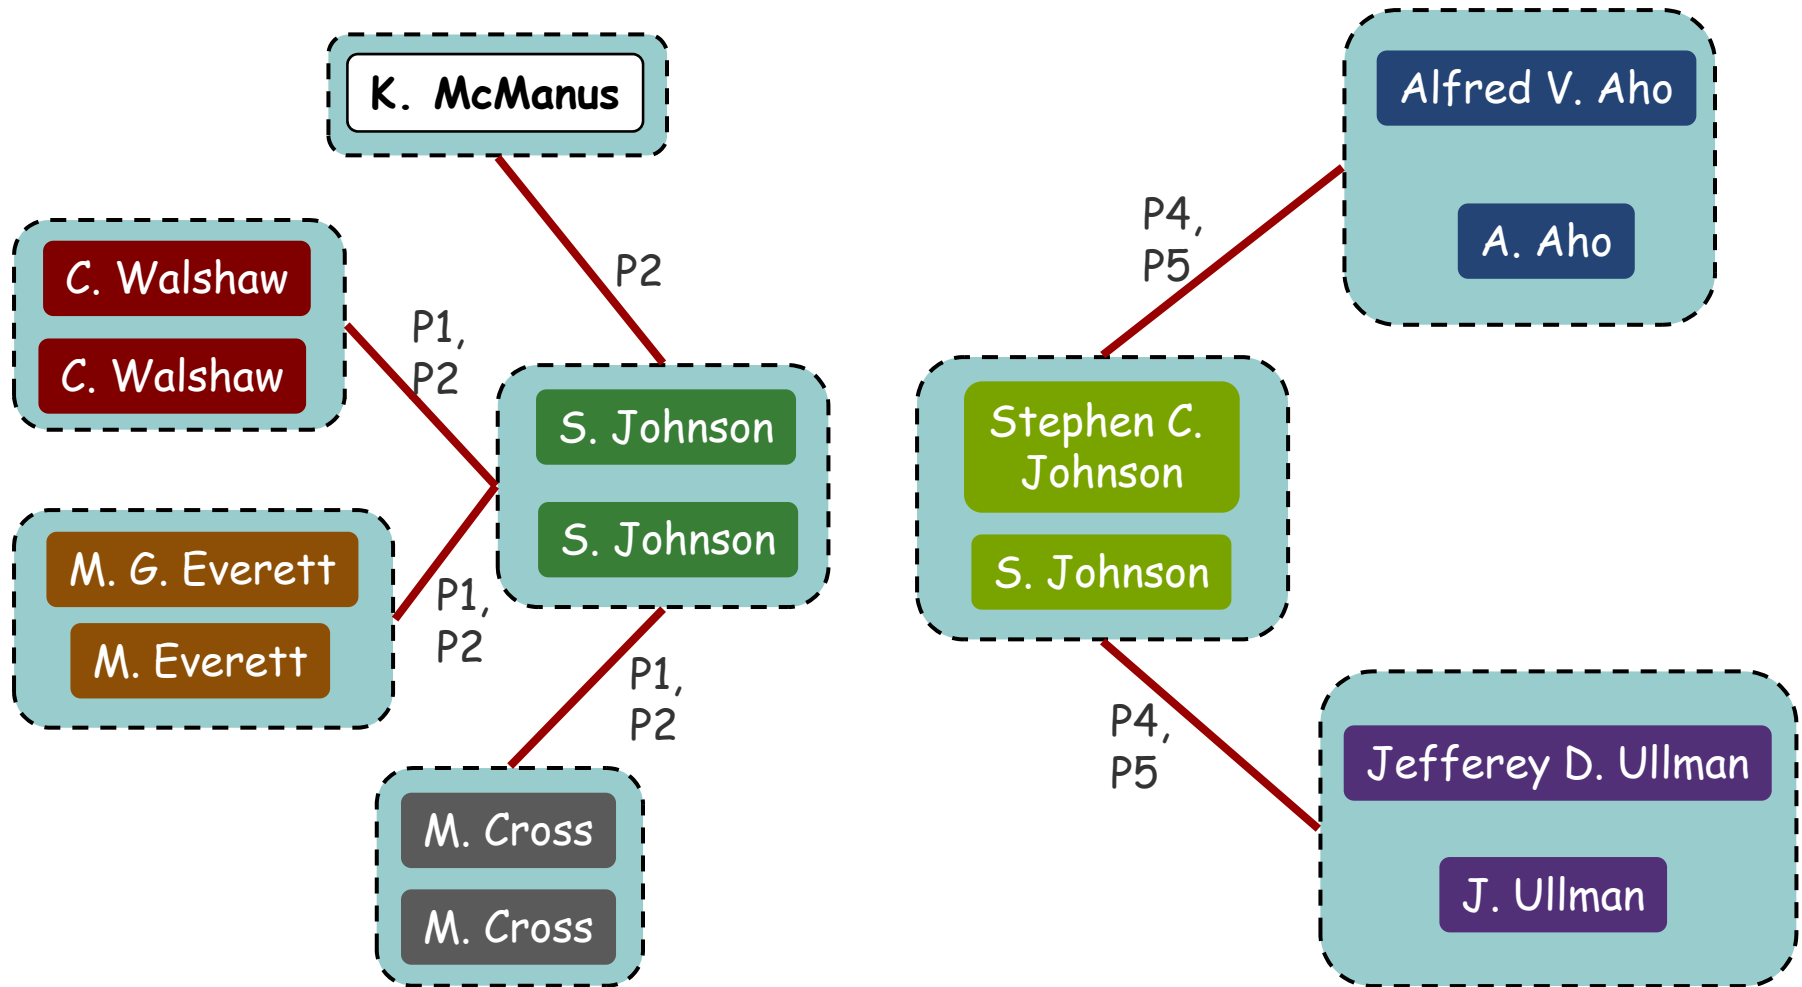 K. McManus
C. Walshaw
C. Walshaw
P2
P1,
P2
S. Johnson
S. Johnson
M. G. Everett
M. Everett
P1,
P2
P1,
P2
M. Cross
M. Cross
Alfred V. Aho
A. Aho
P4,
P5
Stephen C.
Johnson
S. Johnson
P4,
P5
Jefferey D. Ullman
J. Ullman